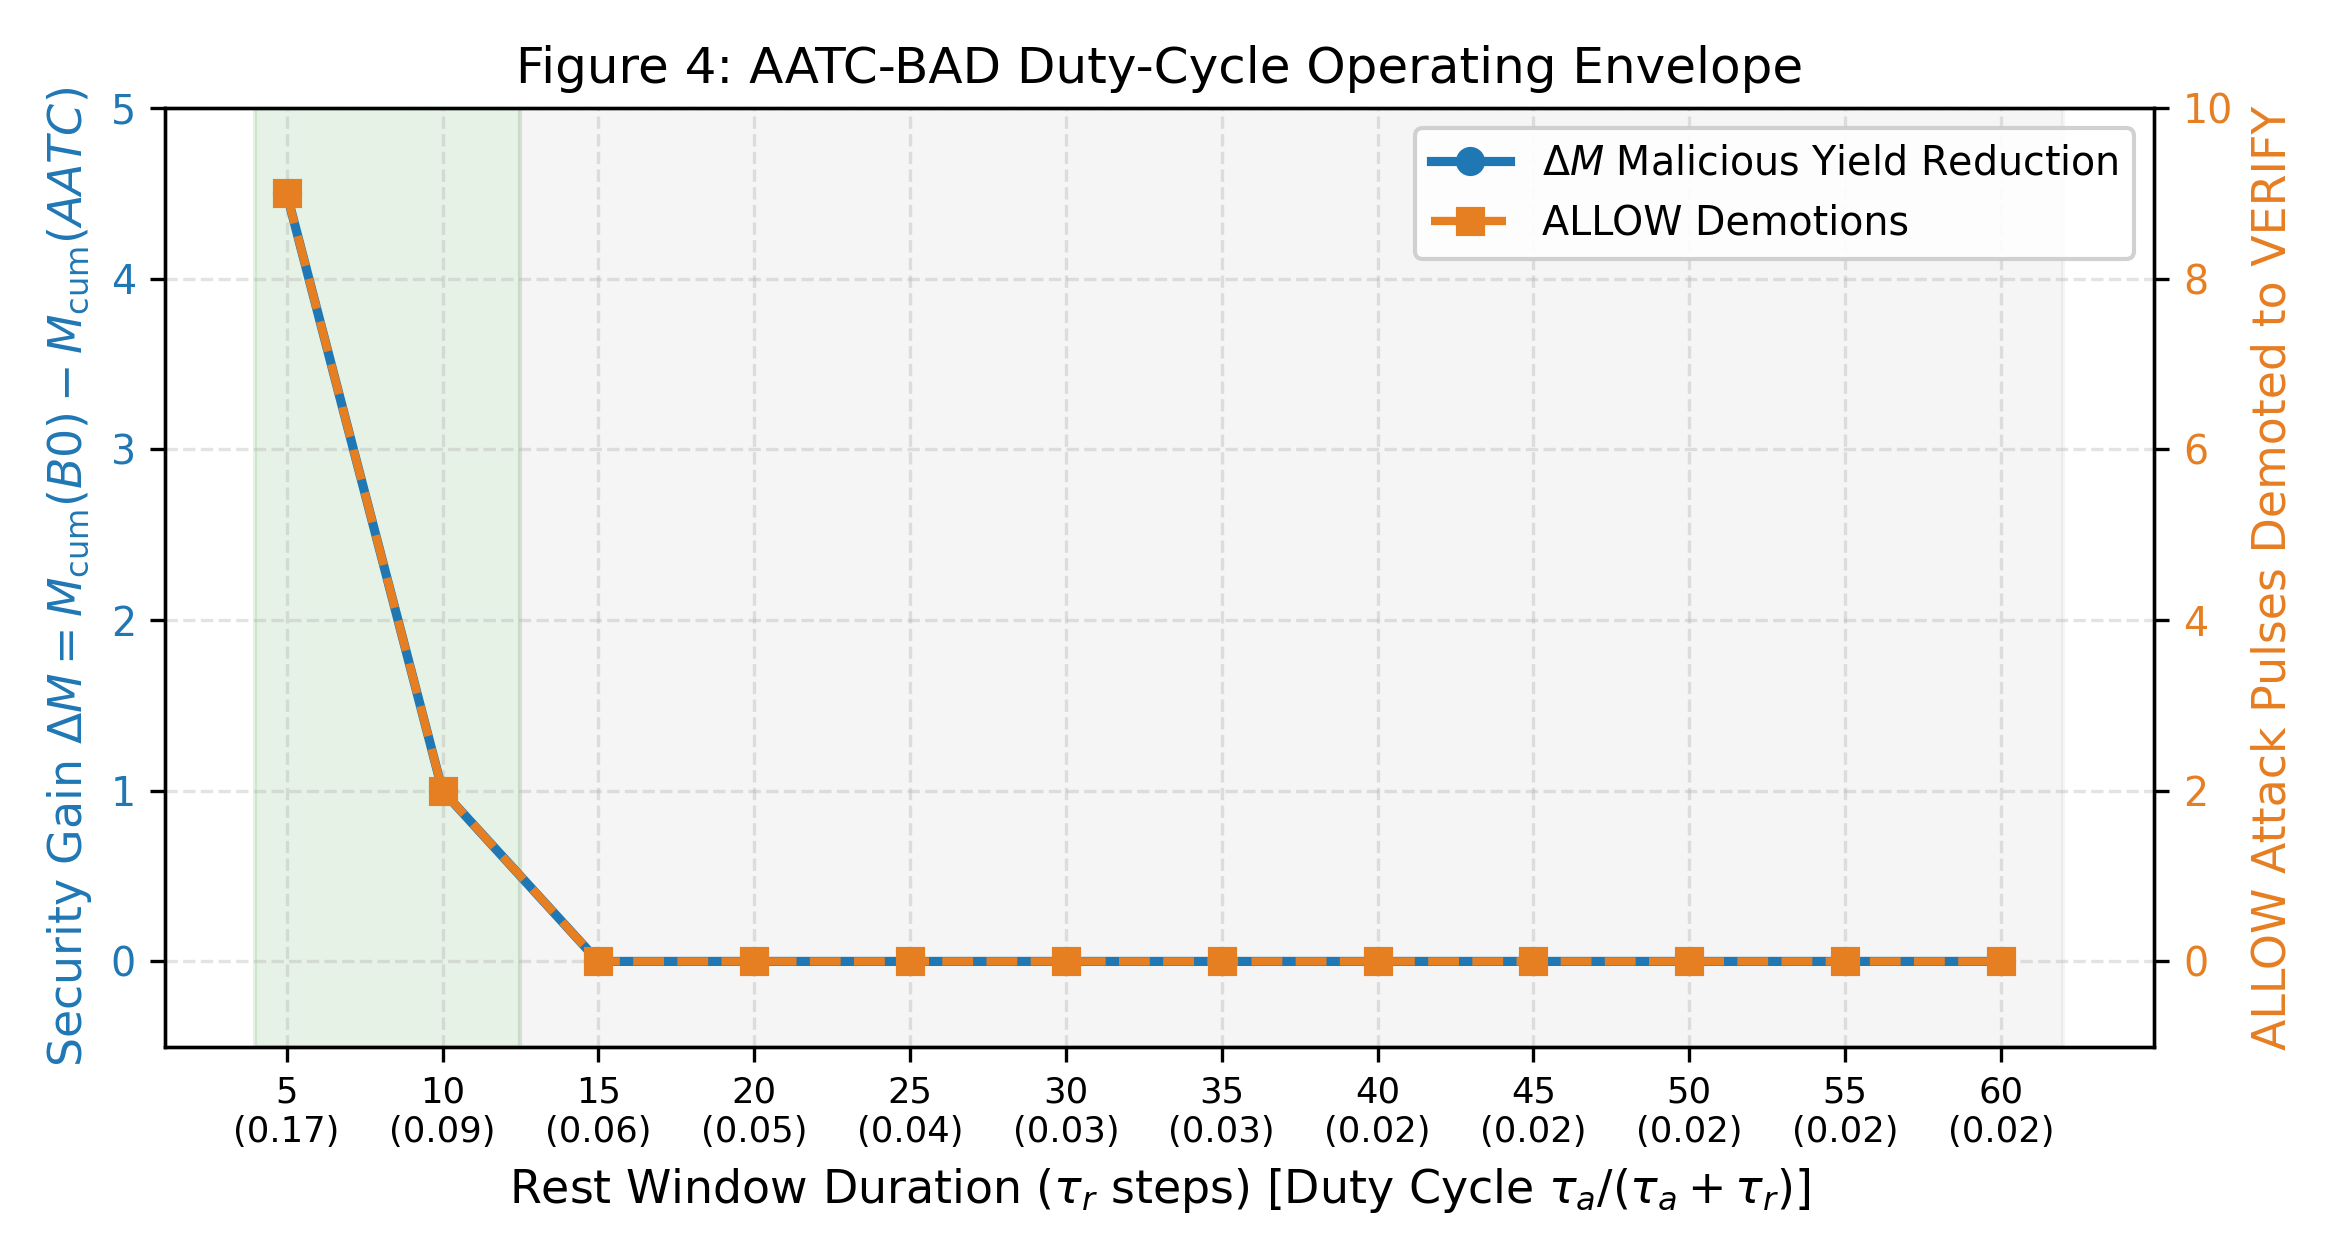 Figure 4: AATC-BAD Duty-Cycle Operating Envelope
Security Gain ΔM = M_cum(B0) − M_cum(AATC)
5
4
3
2
1
0
ΔM Malicious Yield Reduction
ALLOW Demotions
10
8
6
4
2
0
ALLOW Attack Pulses Demoted to VERIFY
5 10 15 20 25 30 35 40 45 50 55 60
(0.17) (0.09) (0.06) (0.05) (0.04) (0.03) (0.03) (0.02) (0.02) (0.02) (0.02) (0.02)
Rest Window Duration (τ_r steps) [Duty Cycle τ_a/(τ_a + τ_r)]